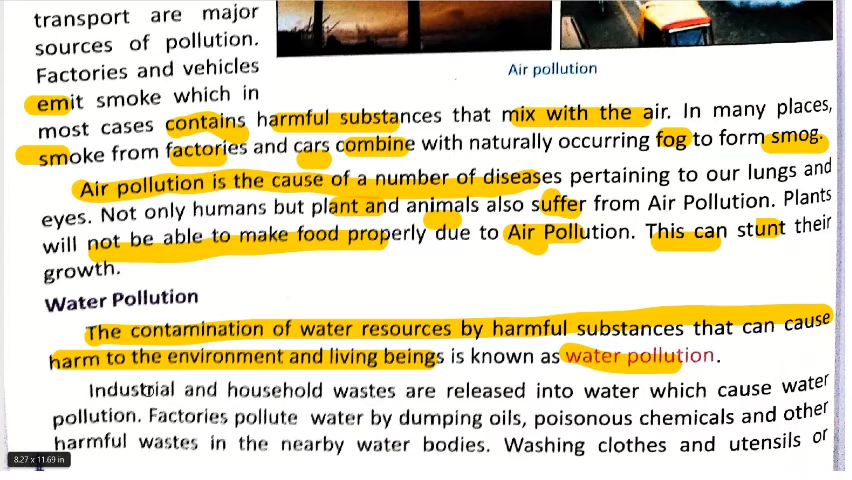 transport are major
sources of pollution.
Factories and vehicles
emit smoke which in
Air pollution
most cases contains harmful substances that mix with the air. In many places,
smoke from factories and cars combine with naturally occurring fog to form smog.
Air pollution is the cause of a number of diseases pertaining to our lungs and
eyes. Not only humans but plant and animals also suffer from Air Pollution. Plants
will not be able to make food properly due to Air Pollution. This can stunt their
growth.
Water Pollution
The contamination of water resources by harmful substances that can cause
harm to the environment and living beings is known as water pollution.
Industrial and household wastes are released into water which cause water
pollution. Factories pollute water by dumping oils, poisonous chemicals and other
harmful wastes in the nearby water bodies. Washing clothes and utensils or
8.27 x 11.69 in